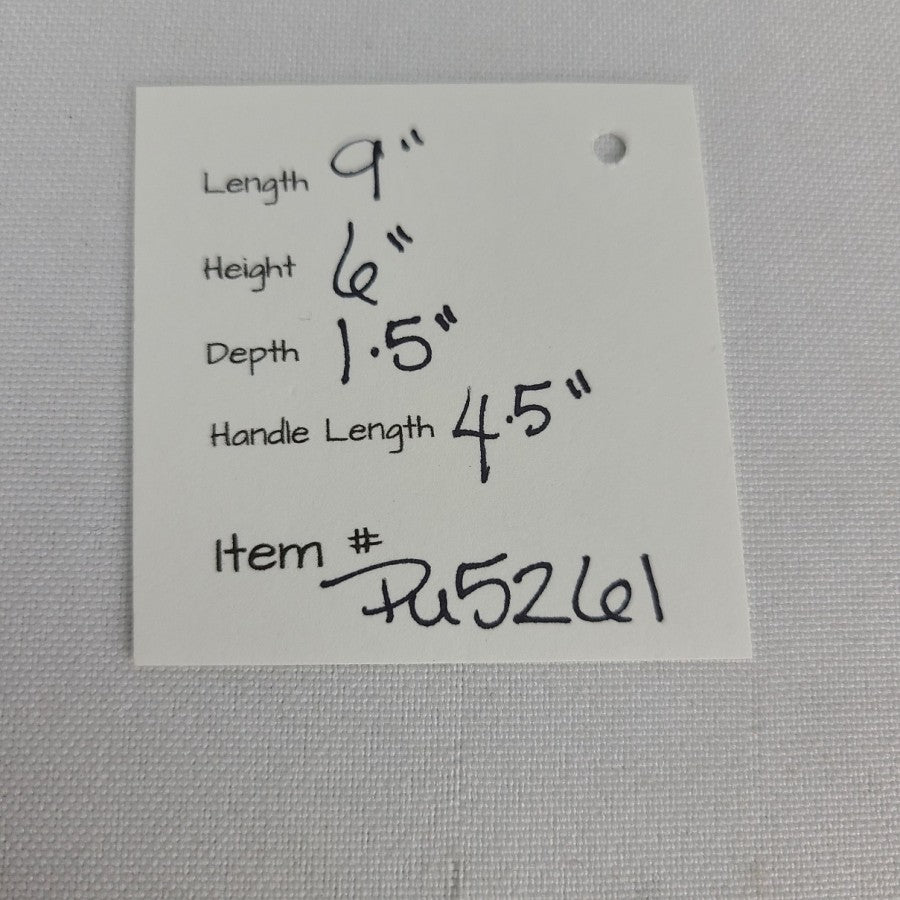 Length 9"
Height 6"
Depth 1.5"
Handle Length 4.5"
Item #
Pu5261